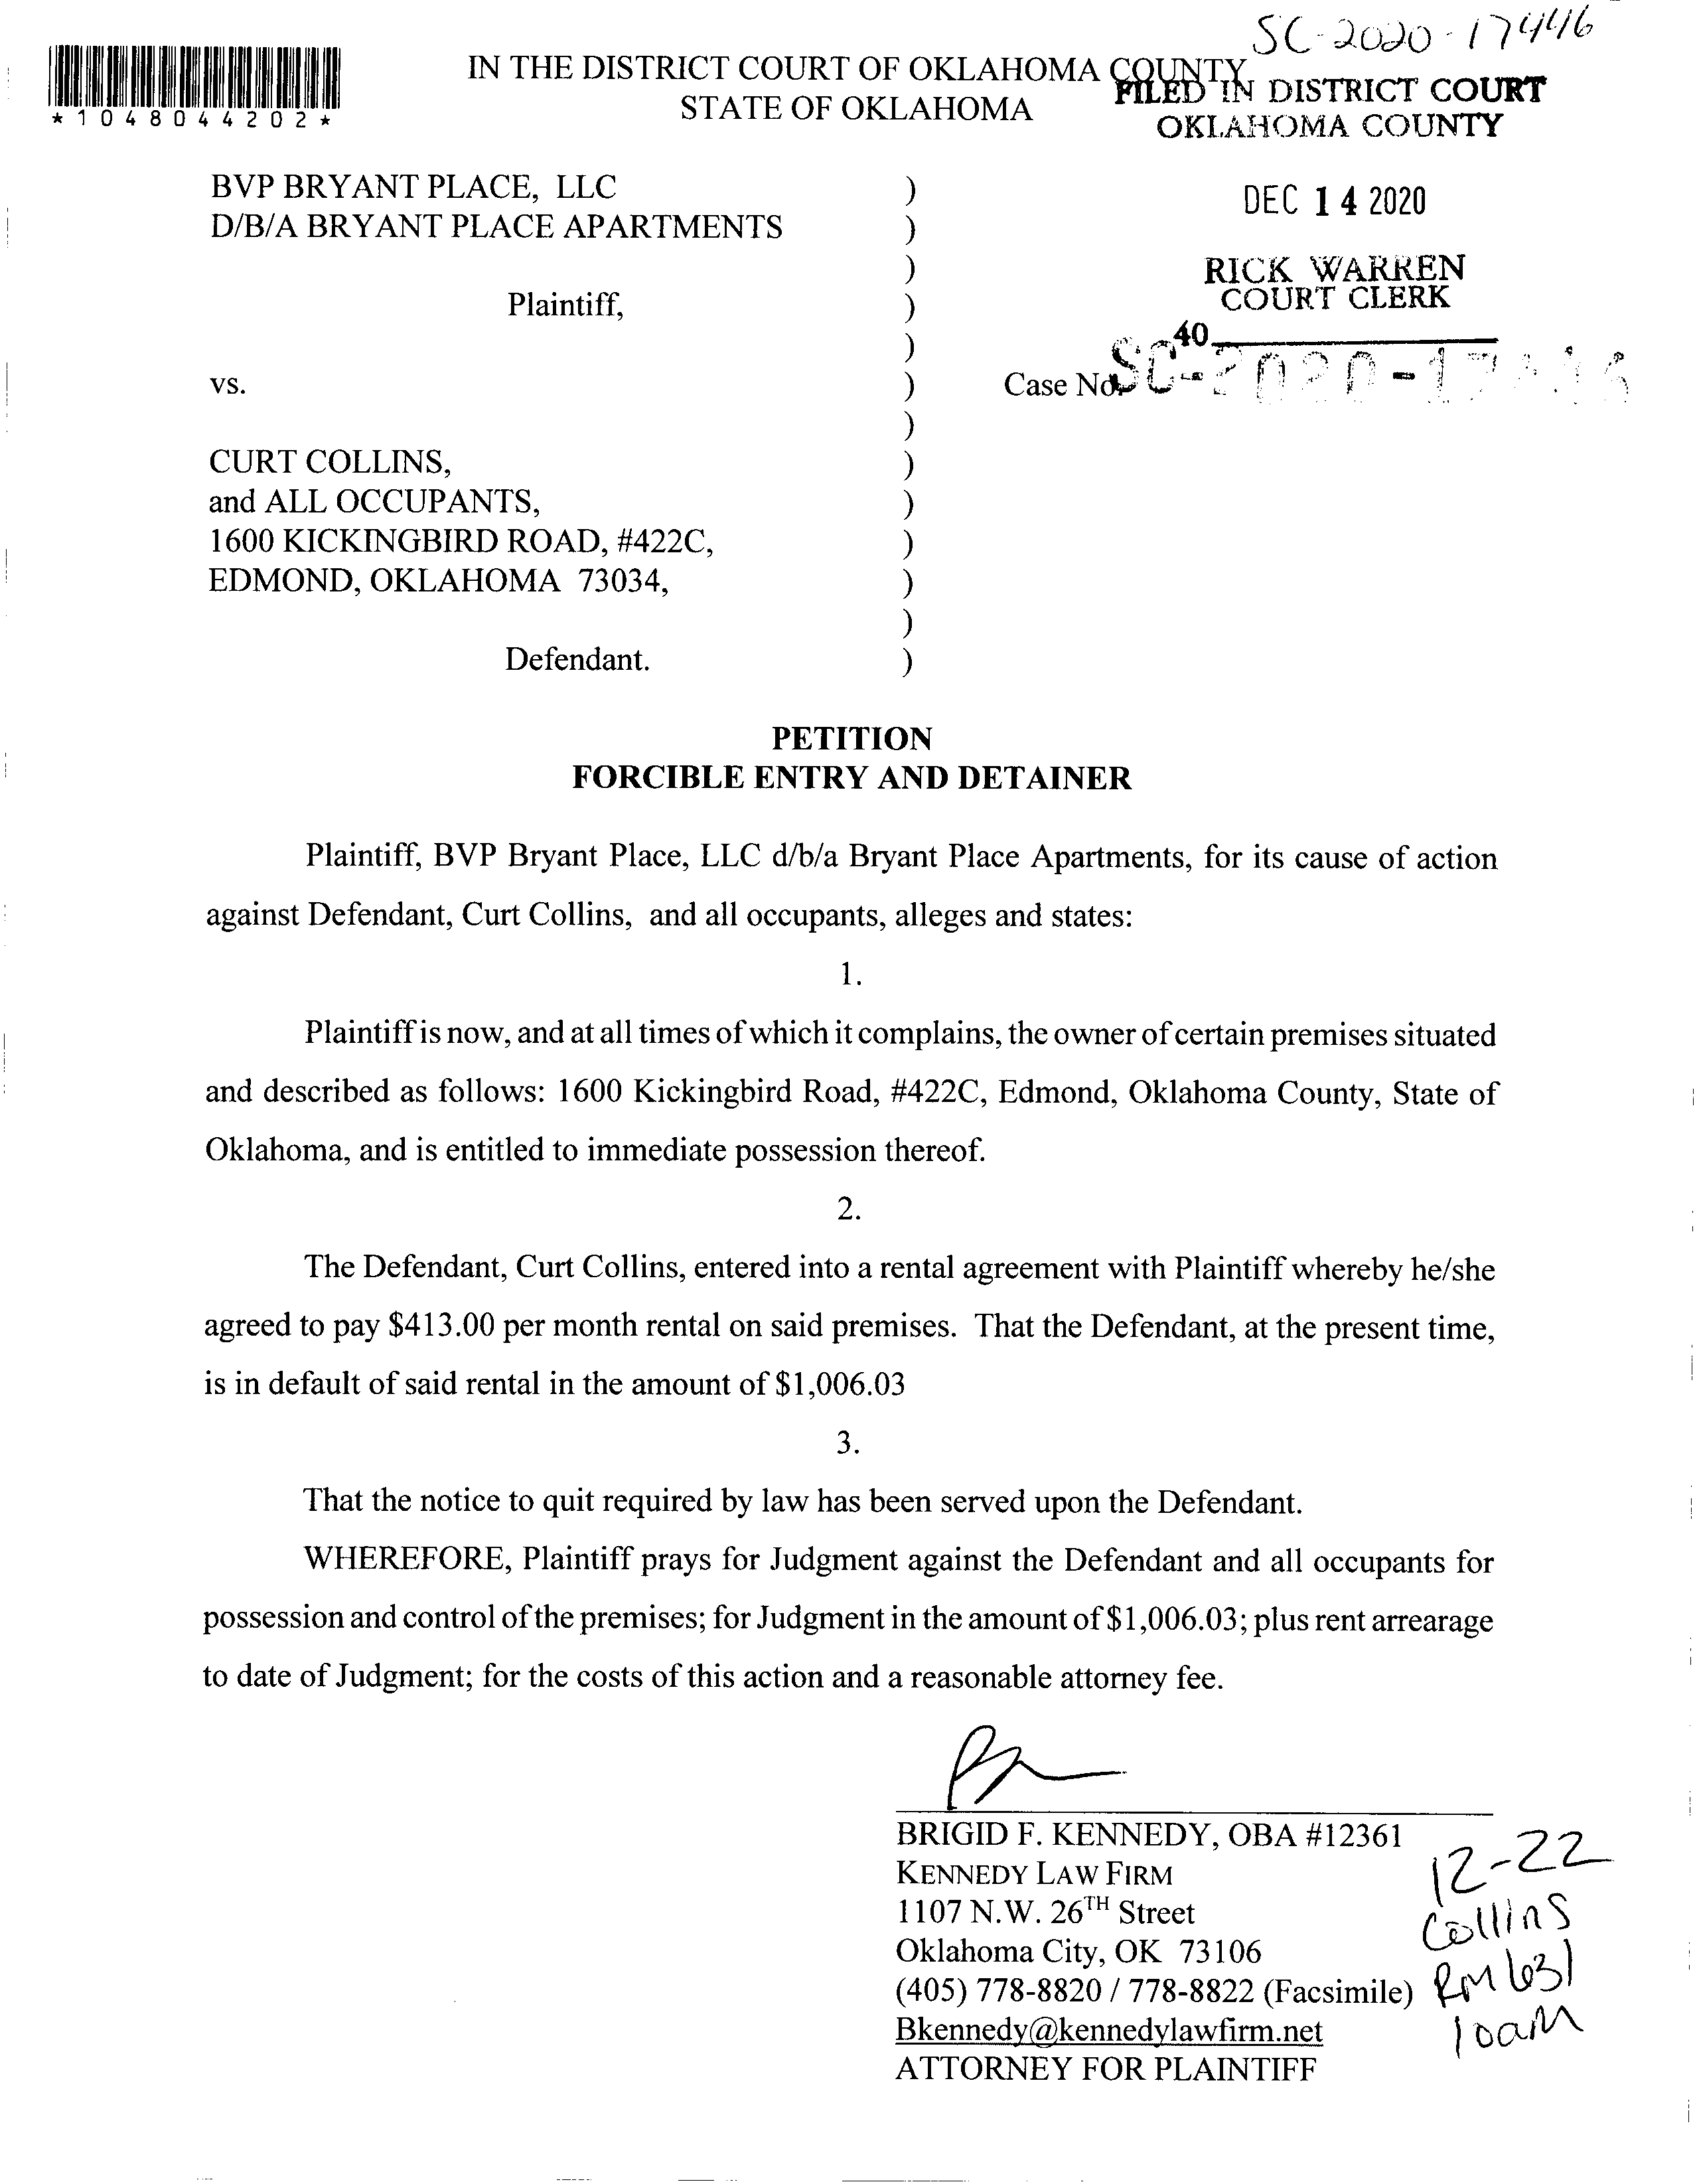 SC-2020-17446
IN THE DISTRICT COURT OF OKLAHOMA COUNTY
STATE OF OKLAHOMA
FILED IN DISTRICT COURT
OKLAHOMA COUNTY
*1048044202*
BVP BRYANT PLACE, LLC )
D/B/A BRYANT PLACE APARTMENTS )
)
Plaintiff, )
)
vs. )
)
CURT COLLINS, )
and ALL OCCUPANTS, )
1600 KICKINGBIRD ROAD, #422C, )
EDMOND, OKLAHOMA 73034, )
)
Defendant. )
DEC 14 2020
RICK WARREN
COURT CLERK
40
Case No. SC-2020-17446
PETITION
FORCIBLE ENTRY AND DETAINER
Plaintiff, BVP Bryant Place, LLC d/b/a Bryant Place Apartments, for its cause of action
against Defendant, Curt Collins, and all occupants, alleges and states:
1.
Plaintiff is now, and at all times of which it complains, the owner of certain premises situated
and described as follows: 1600 Kickingbird Road, #422C, Edmond, Oklahoma County, State of
Oklahoma, and is entitled to immediate possession thereof.
2.
The Defendant, Curt Collins, entered into a rental agreement with Plaintiff whereby he/she
agreed to pay $413.00 per month rental on said premises. That the Defendant, at the present time,
is in default of said rental in the amount of $1,006.03
3.
That the notice to quit required by law has been served upon the Defendant.
WHEREFORE, Plaintiff prays for Judgment against the Defendant and all occupants for
possession and control of the premises; for Judgment in the amount of $1,006.03; plus rent arrearage
to date of Judgment; for the costs of this action and a reasonable attorney fee.
BRIGID F. KENNEDY, OBA #12361
KENNEDY LAW FIRM
1107 N.W. 26TH Street
Oklahoma City, OK 73106
(405) 778-8820 / 778-8822 (Facsimile)
Bkennedy@kennedylawfirm.net
ATTORNEY FOR PLAINTIFF
12-22
Collins
RM 631
10am